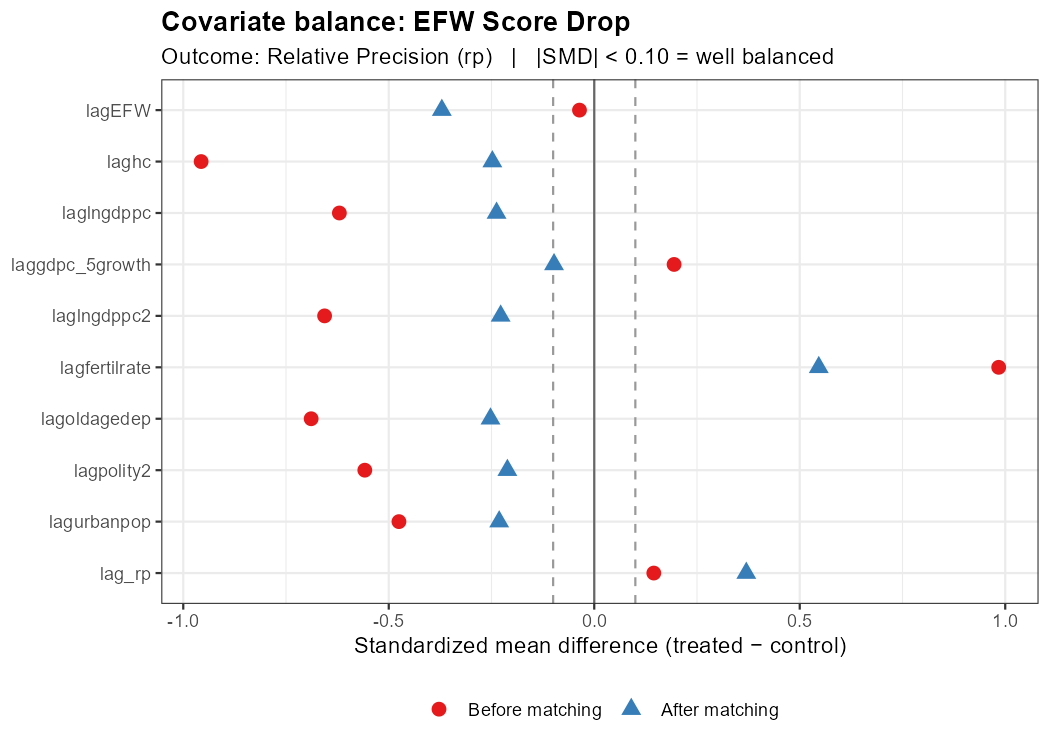 Covariate balance: EFW Score Drop
Outcome: Relative Precision (rp) | |SMD| < 0.10 = well balanced
lagEFW
laghc
laglngdppc
laggdpc_5growth
laglngdppc2
lagfertilrate
lagoldagedep
lagpolity2
lagurbanpop
lag_rp
-1.0 -0.5 0.0 0.5 1.0
Standardized mean difference (treated − control)
Before matching After matching